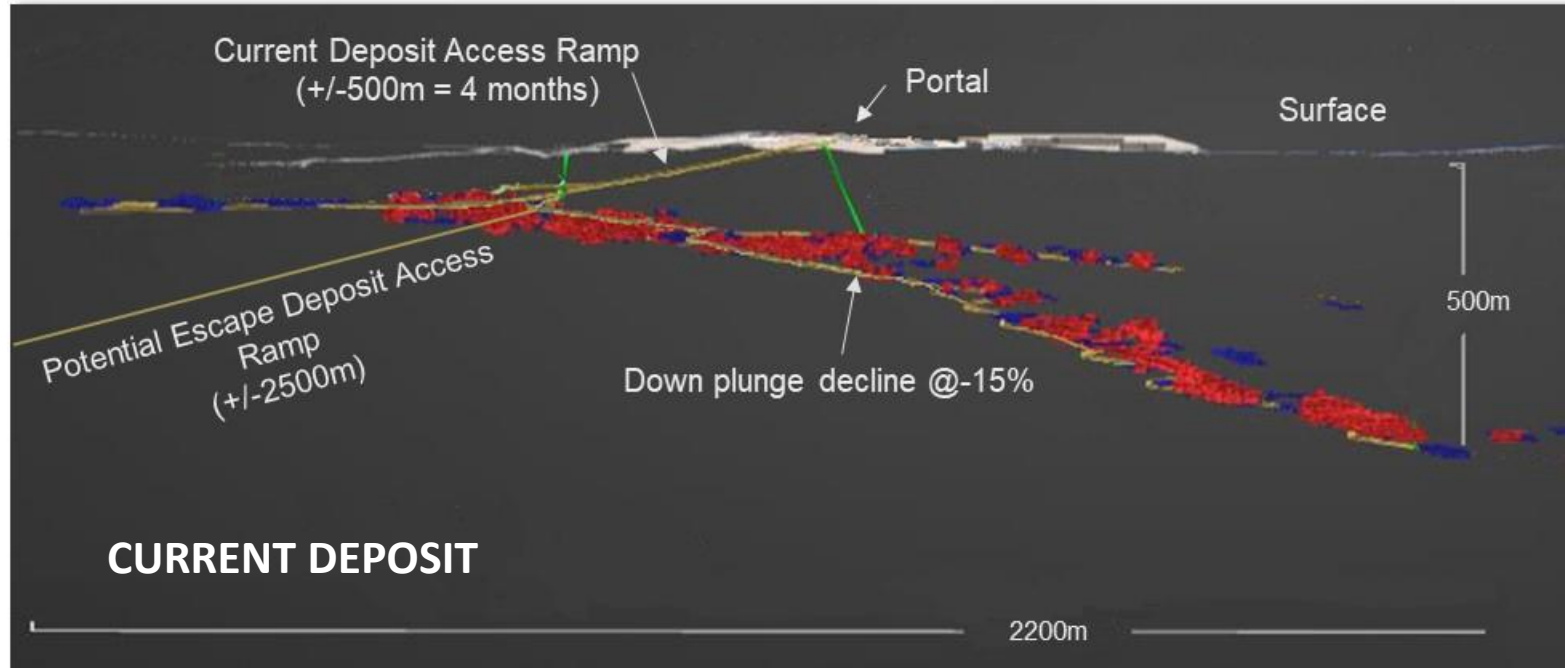 Current Deposit Access Ramp
(+/-500m = 4 months)
Portal
Surface
500m
Potential Escape Deposit Access
Ramp
(+/-2500m)
Down plunge decline @-15%
CURRENT DEPOSIT
2200m